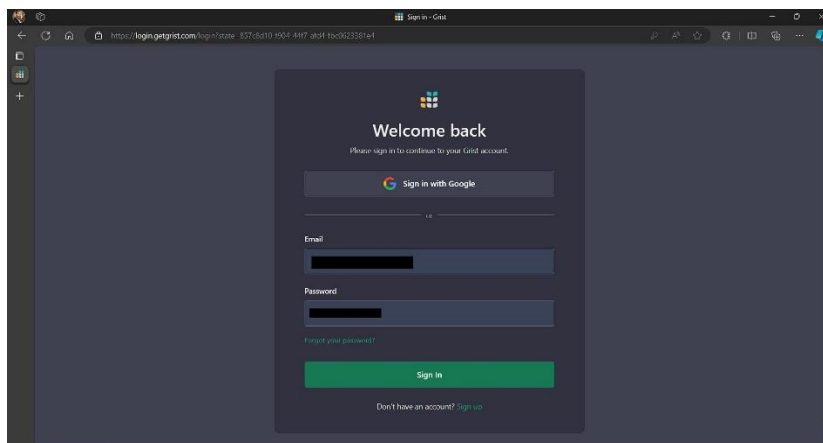 Sign in - Grist
https://login.getgrist.com/login?state=
Welcome back
Please sign in to continue to your Grist account.
Sign in with Google
or
Email
Password
Forgot your password?
Sign In
Don't have an account? Sign up